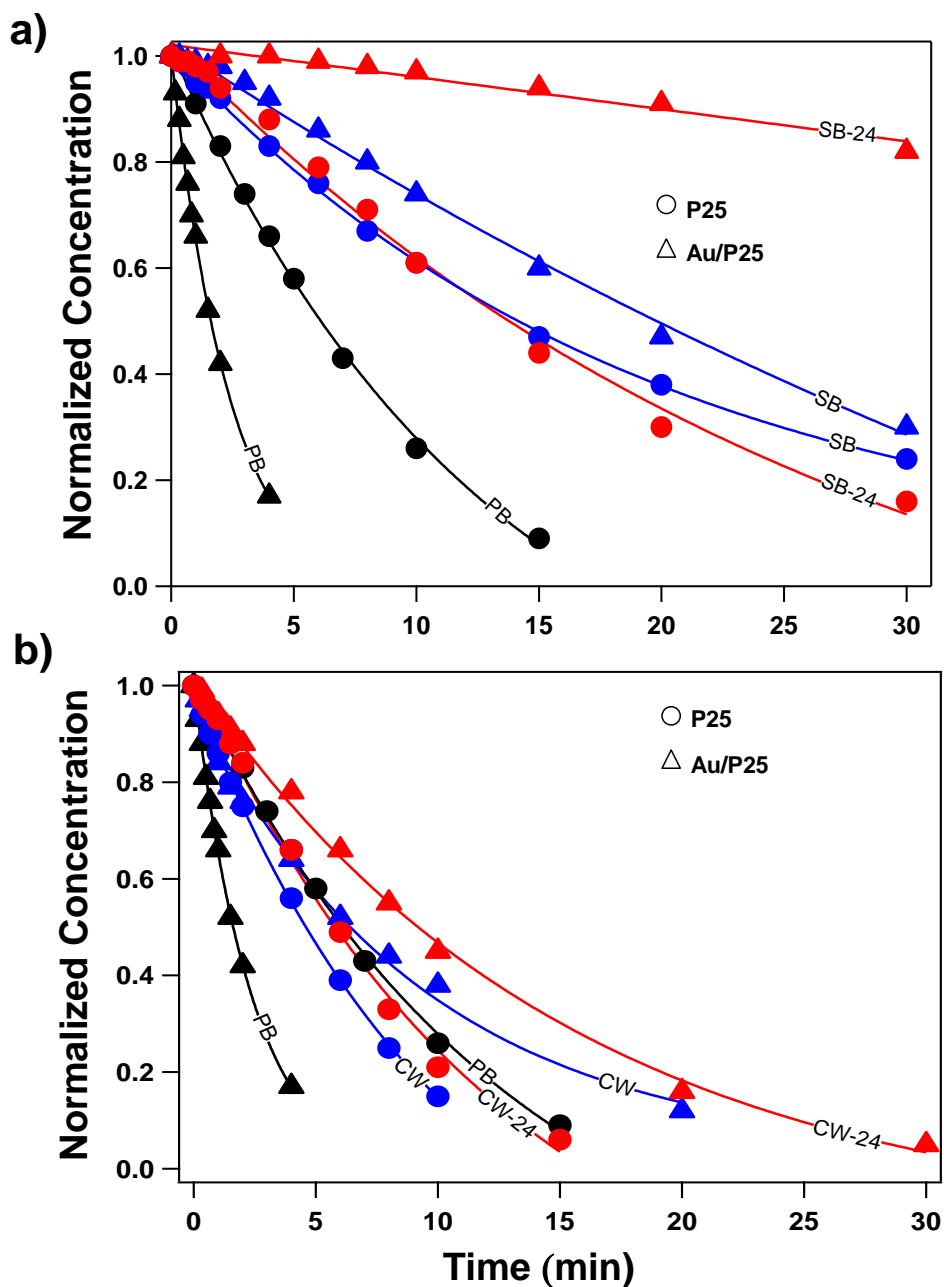 a)
Normalized Concentration
1.0
0.8
0.6
0.4
0.2
0.0
0
5
10
15
20
25
30
P25
Au/P25
SB-24
SB
SB
SB-24
PB
PB
b)
Normalized Concentration
1.0
0.8
0.6
0.4
0.2
0.0
0
5
10
15
20
25
30
P25
Au/P25
PB
CW
CW-24
PB
CW
CW-24
Time (min)